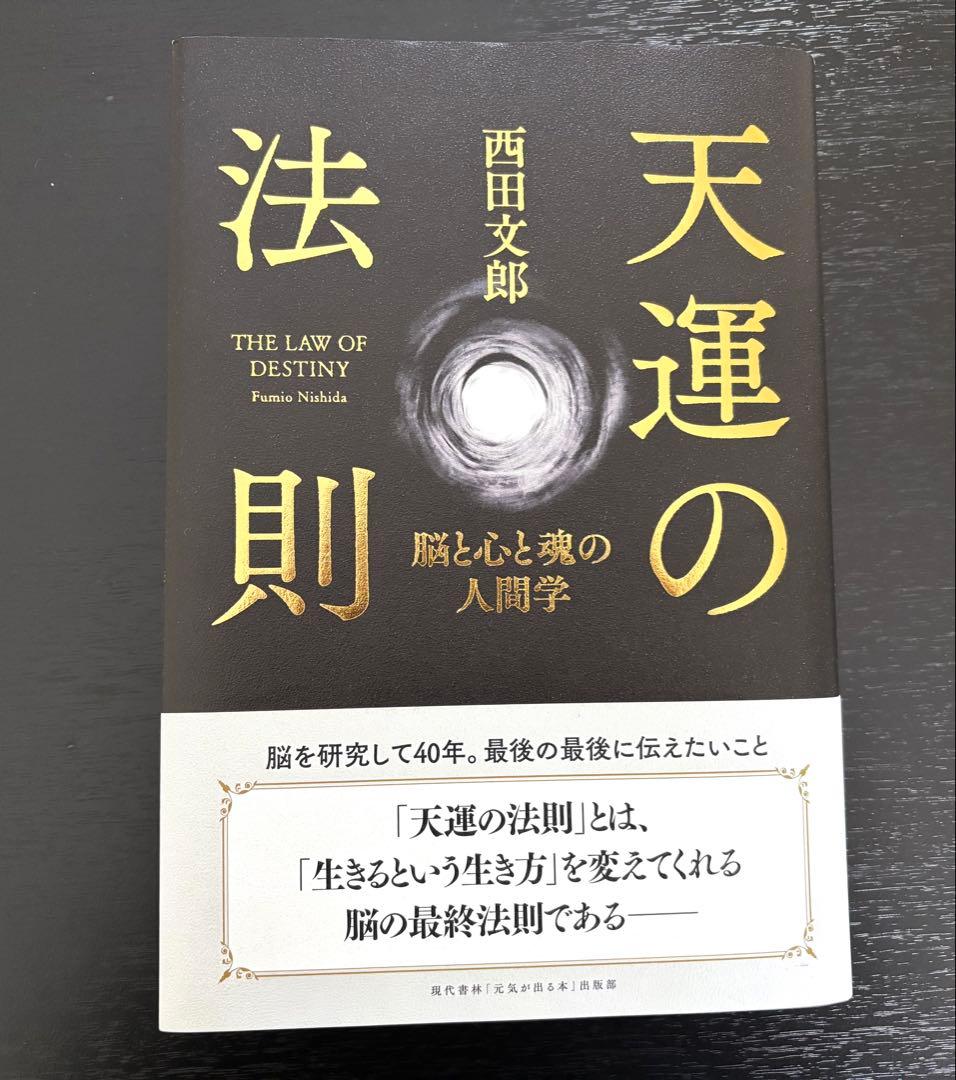 天運の
法則
西田文郎
THE LAW OF
DESTINY
Fumio Nishida
脳と心と魂の
人間学
脳を研究して40年。最後の最後に伝えたいこと
「天運の法則」とは、
「生きるという生き方」を変えてくれる
脳の最終法則である――
現代書林「元気が出る本」出版部